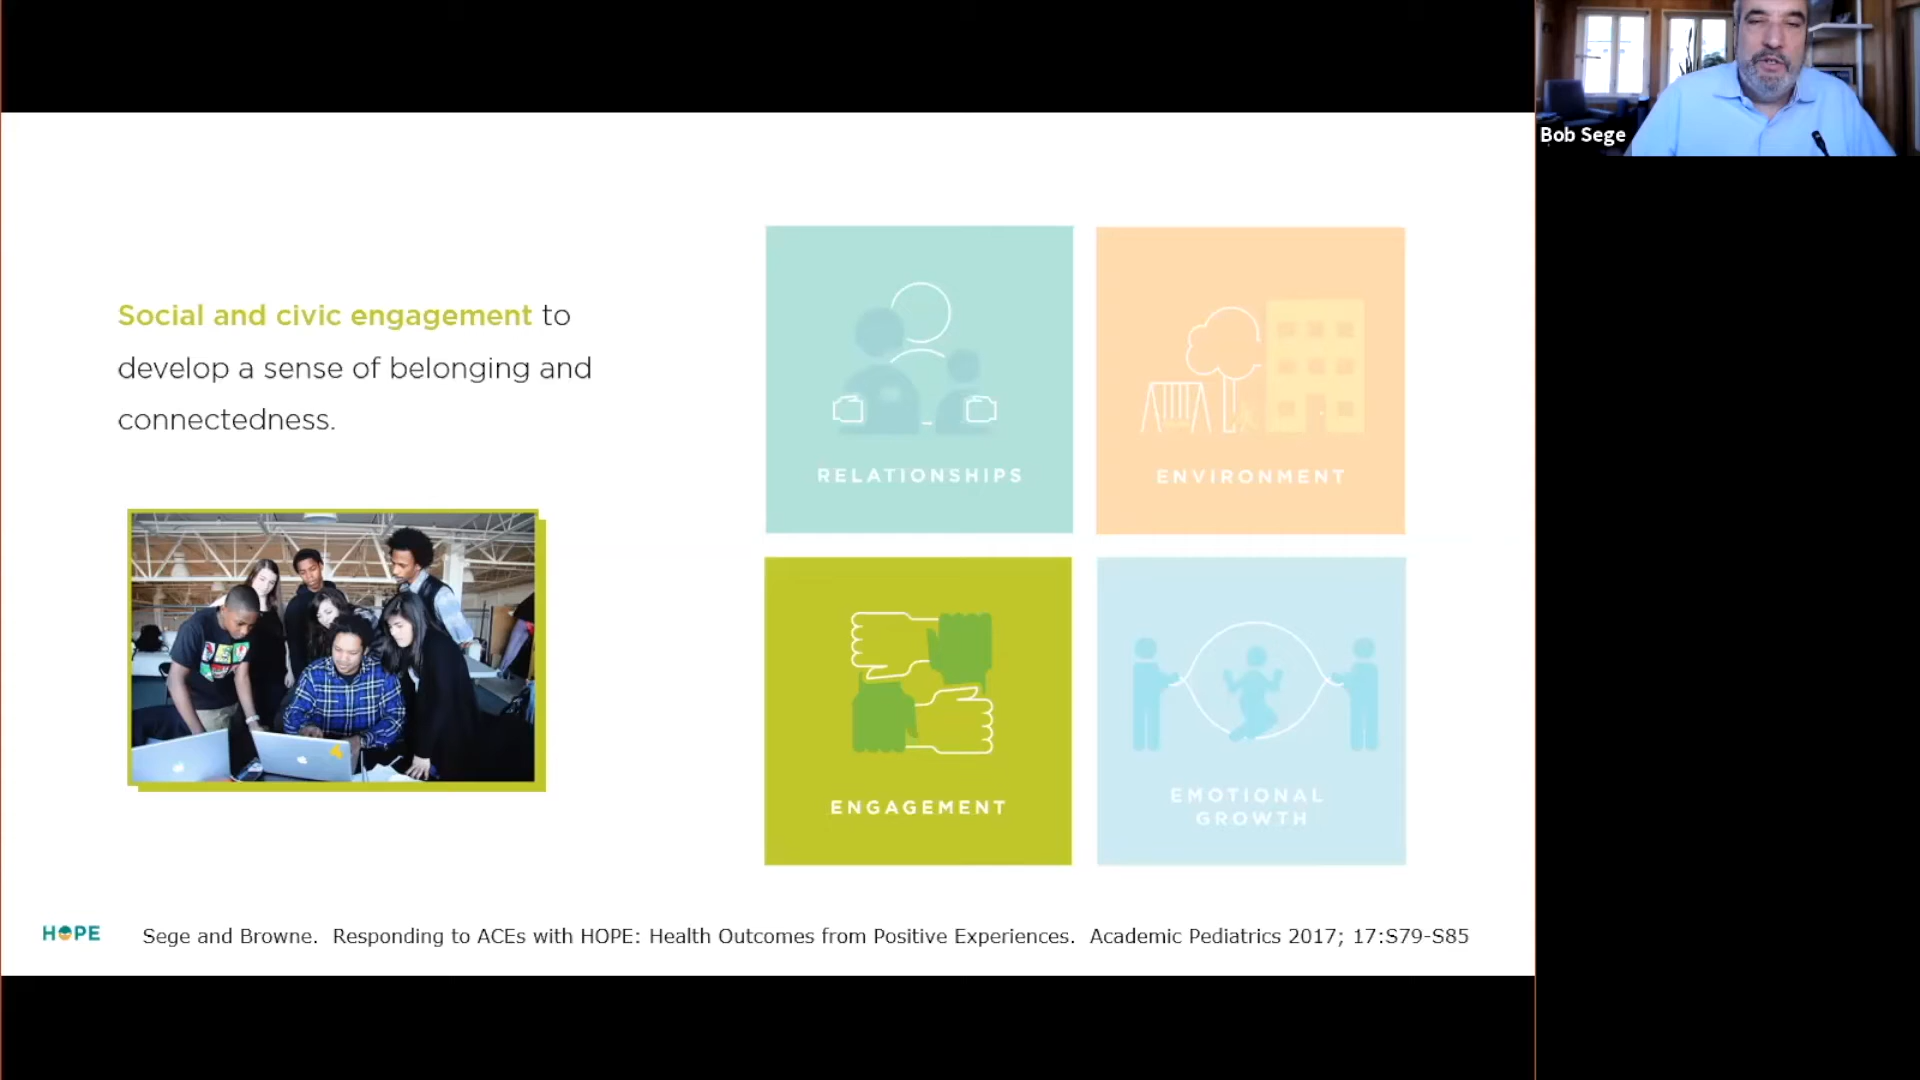 Bob Sege
Social and civic engagement to
develop a sense of belonging and
connectedness.
RELATIONSHIPS
ENVIRONMENT
ENGAGEMENT
EMOTIONAL
GROWTH
HOPE
Sege and Browne. Responding to ACEs with HOPE: Health Outcomes from Positive Experiences. Academic Pediatrics 2017; 17:S79-S85